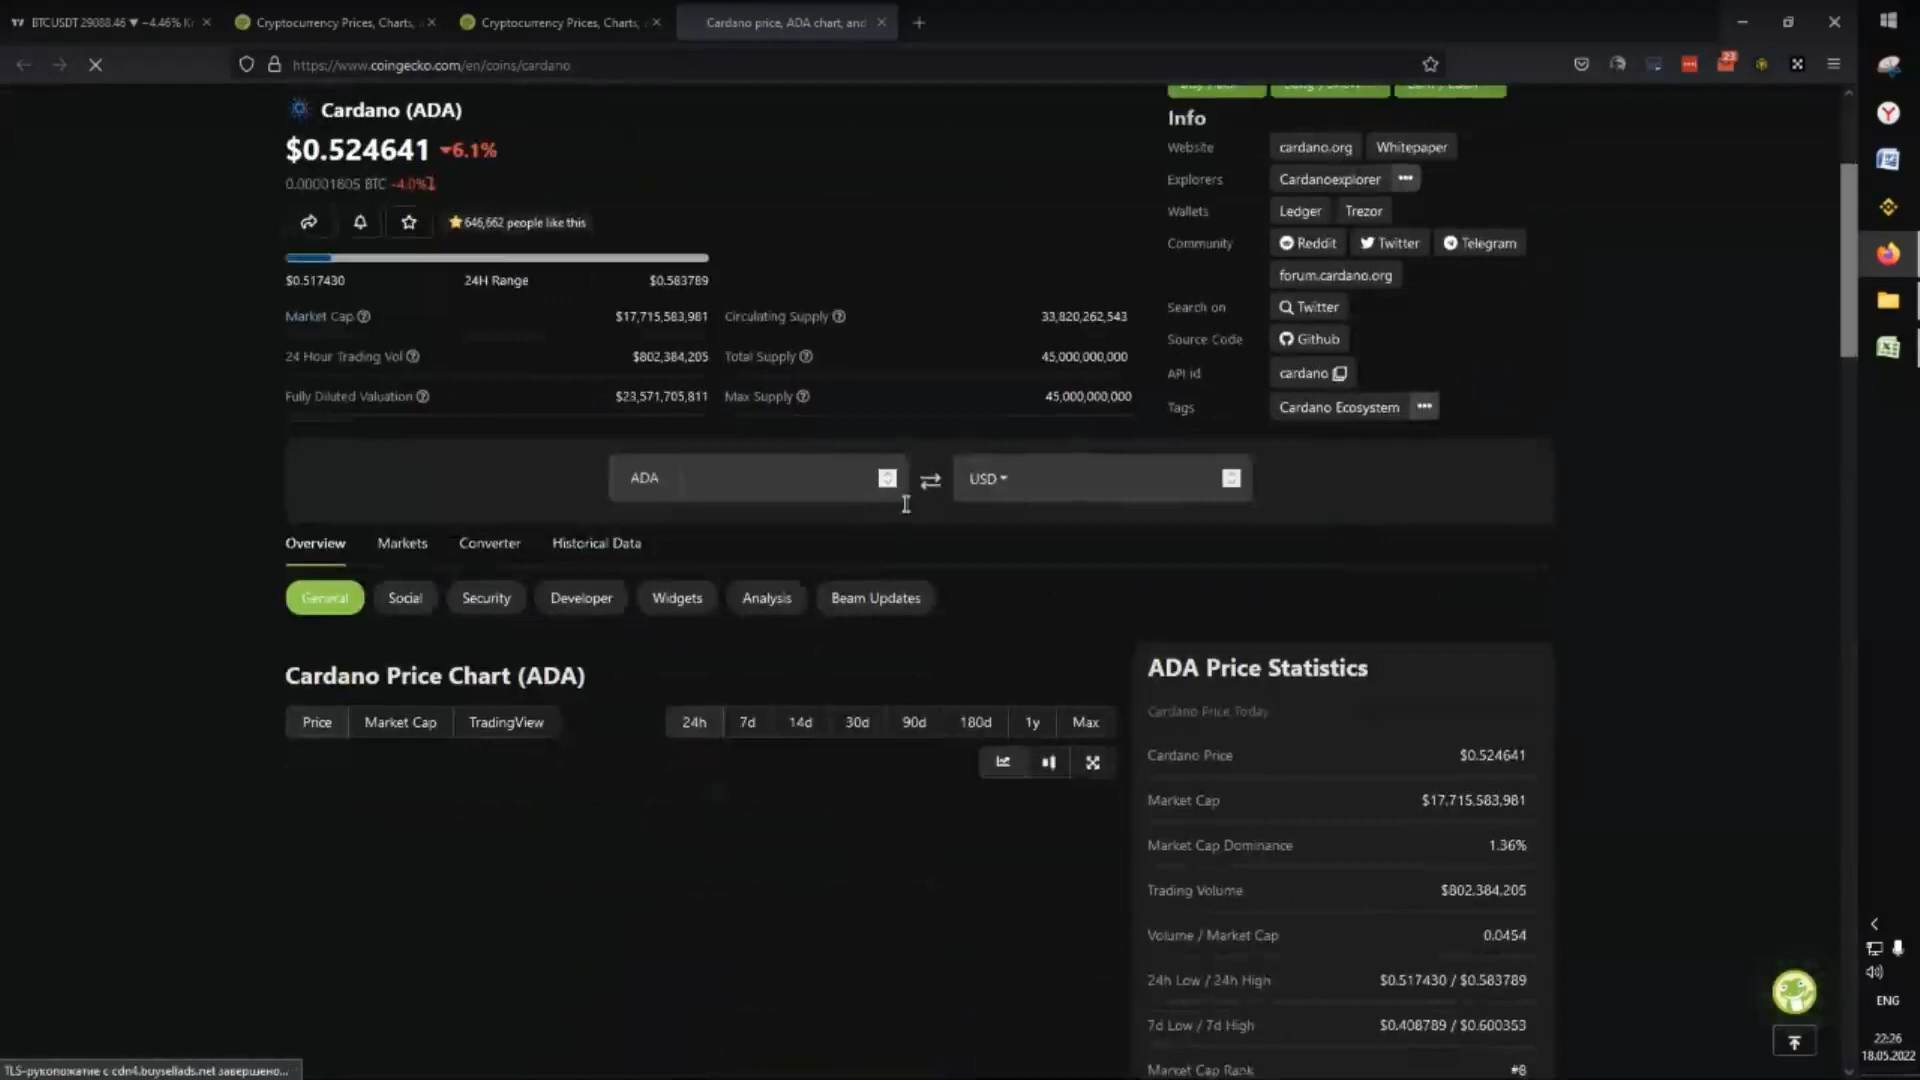 BTCUSDT 29088.46 ▼ −4.46%
Cryptocurrency Prices, Charts,
Cryptocurrency Prices, Charts,
Cardano price, ADA chart, and
https://www.coingecko.com/en/coins/cardano
23
Cardano (ADA)
$0.524641 6.1%
0.00001805 BTC -4.0%
646,662 people like this
$0.517430 24H Range $0.583789
Market Cap $17,715,583,981 Circulating Supply 33,820,262,543
24 Hour Trading Vol $802,384,205 Total Supply 45,000,000,000
Fully Diluted Valuation $23,571,705,811 Max Supply 45,000,000,000
Info
Website cardano.org Whitepaper
Explorers Cardanoexplorer
Wallets Ledger Trezor
Community Reddit Twitter Telegram
forum.cardano.org
Search on Twitter
Source Code Github
API id cardano
Tags Cardano Ecosystem
ADA USD
Overview Markets Converter Historical Data
General Social Security Developer Widgets Analysis Beam Updates
Cardano Price Chart (ADA)
Price Market Cap TradingView 24h 7d 14d 30d 90d 180d 1y Max
ADA Price Statistics
Cardano Price Today
Cardano Price $0.524641
Market Cap $17,715,583,981
Market Cap Dominance 1.36%
Trading Volume $802,384,205
Volume / Market Cap 0.0454
24h Low / 24h High $0.517430 / $0.583789
7d Low / 7d High $0.408789 / $0.600353
Market Cap Rank #8
TLS-рукопожатие с cdn4.buysellads.net завершено...
ENG
22:26
18.05.2022